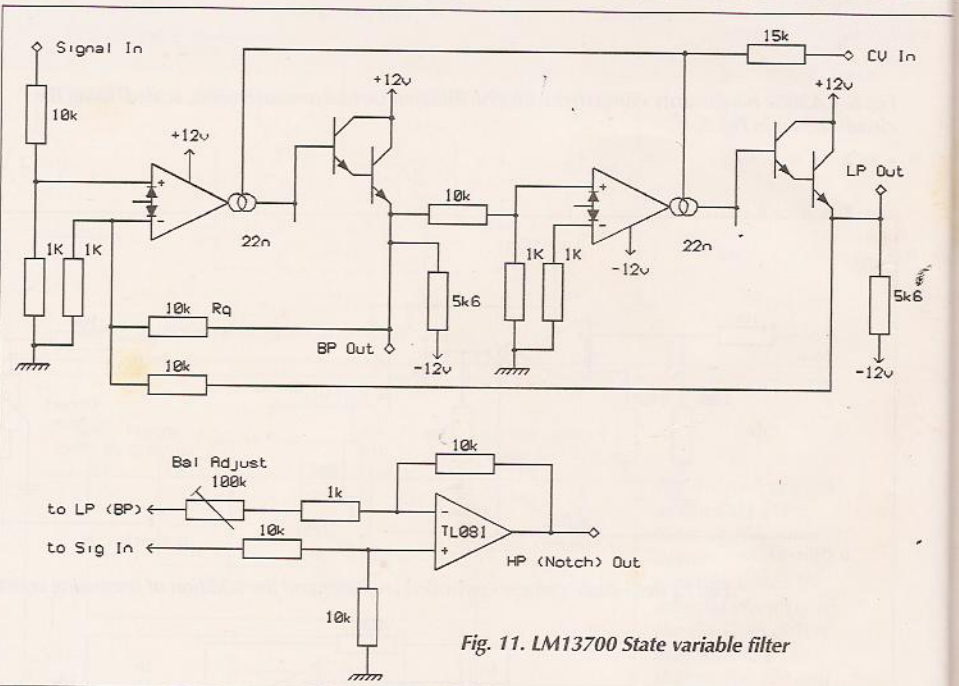 Signal In
15k
CV In
10k
+12v
+12v
+12v
LP Out
+
-
10k
+
-
22n
22n
1K
1K
1K
1K
-12v
5k6
5k6
10k
Rq
BP Out
-12v
-12v
10k
10k
Bal Adjust
100k
1k
to LP (BP)
-
TL081
10k
to Sig In
+
HP (Notch) Out
10k
Fig. 11. LM13700 State variable filter